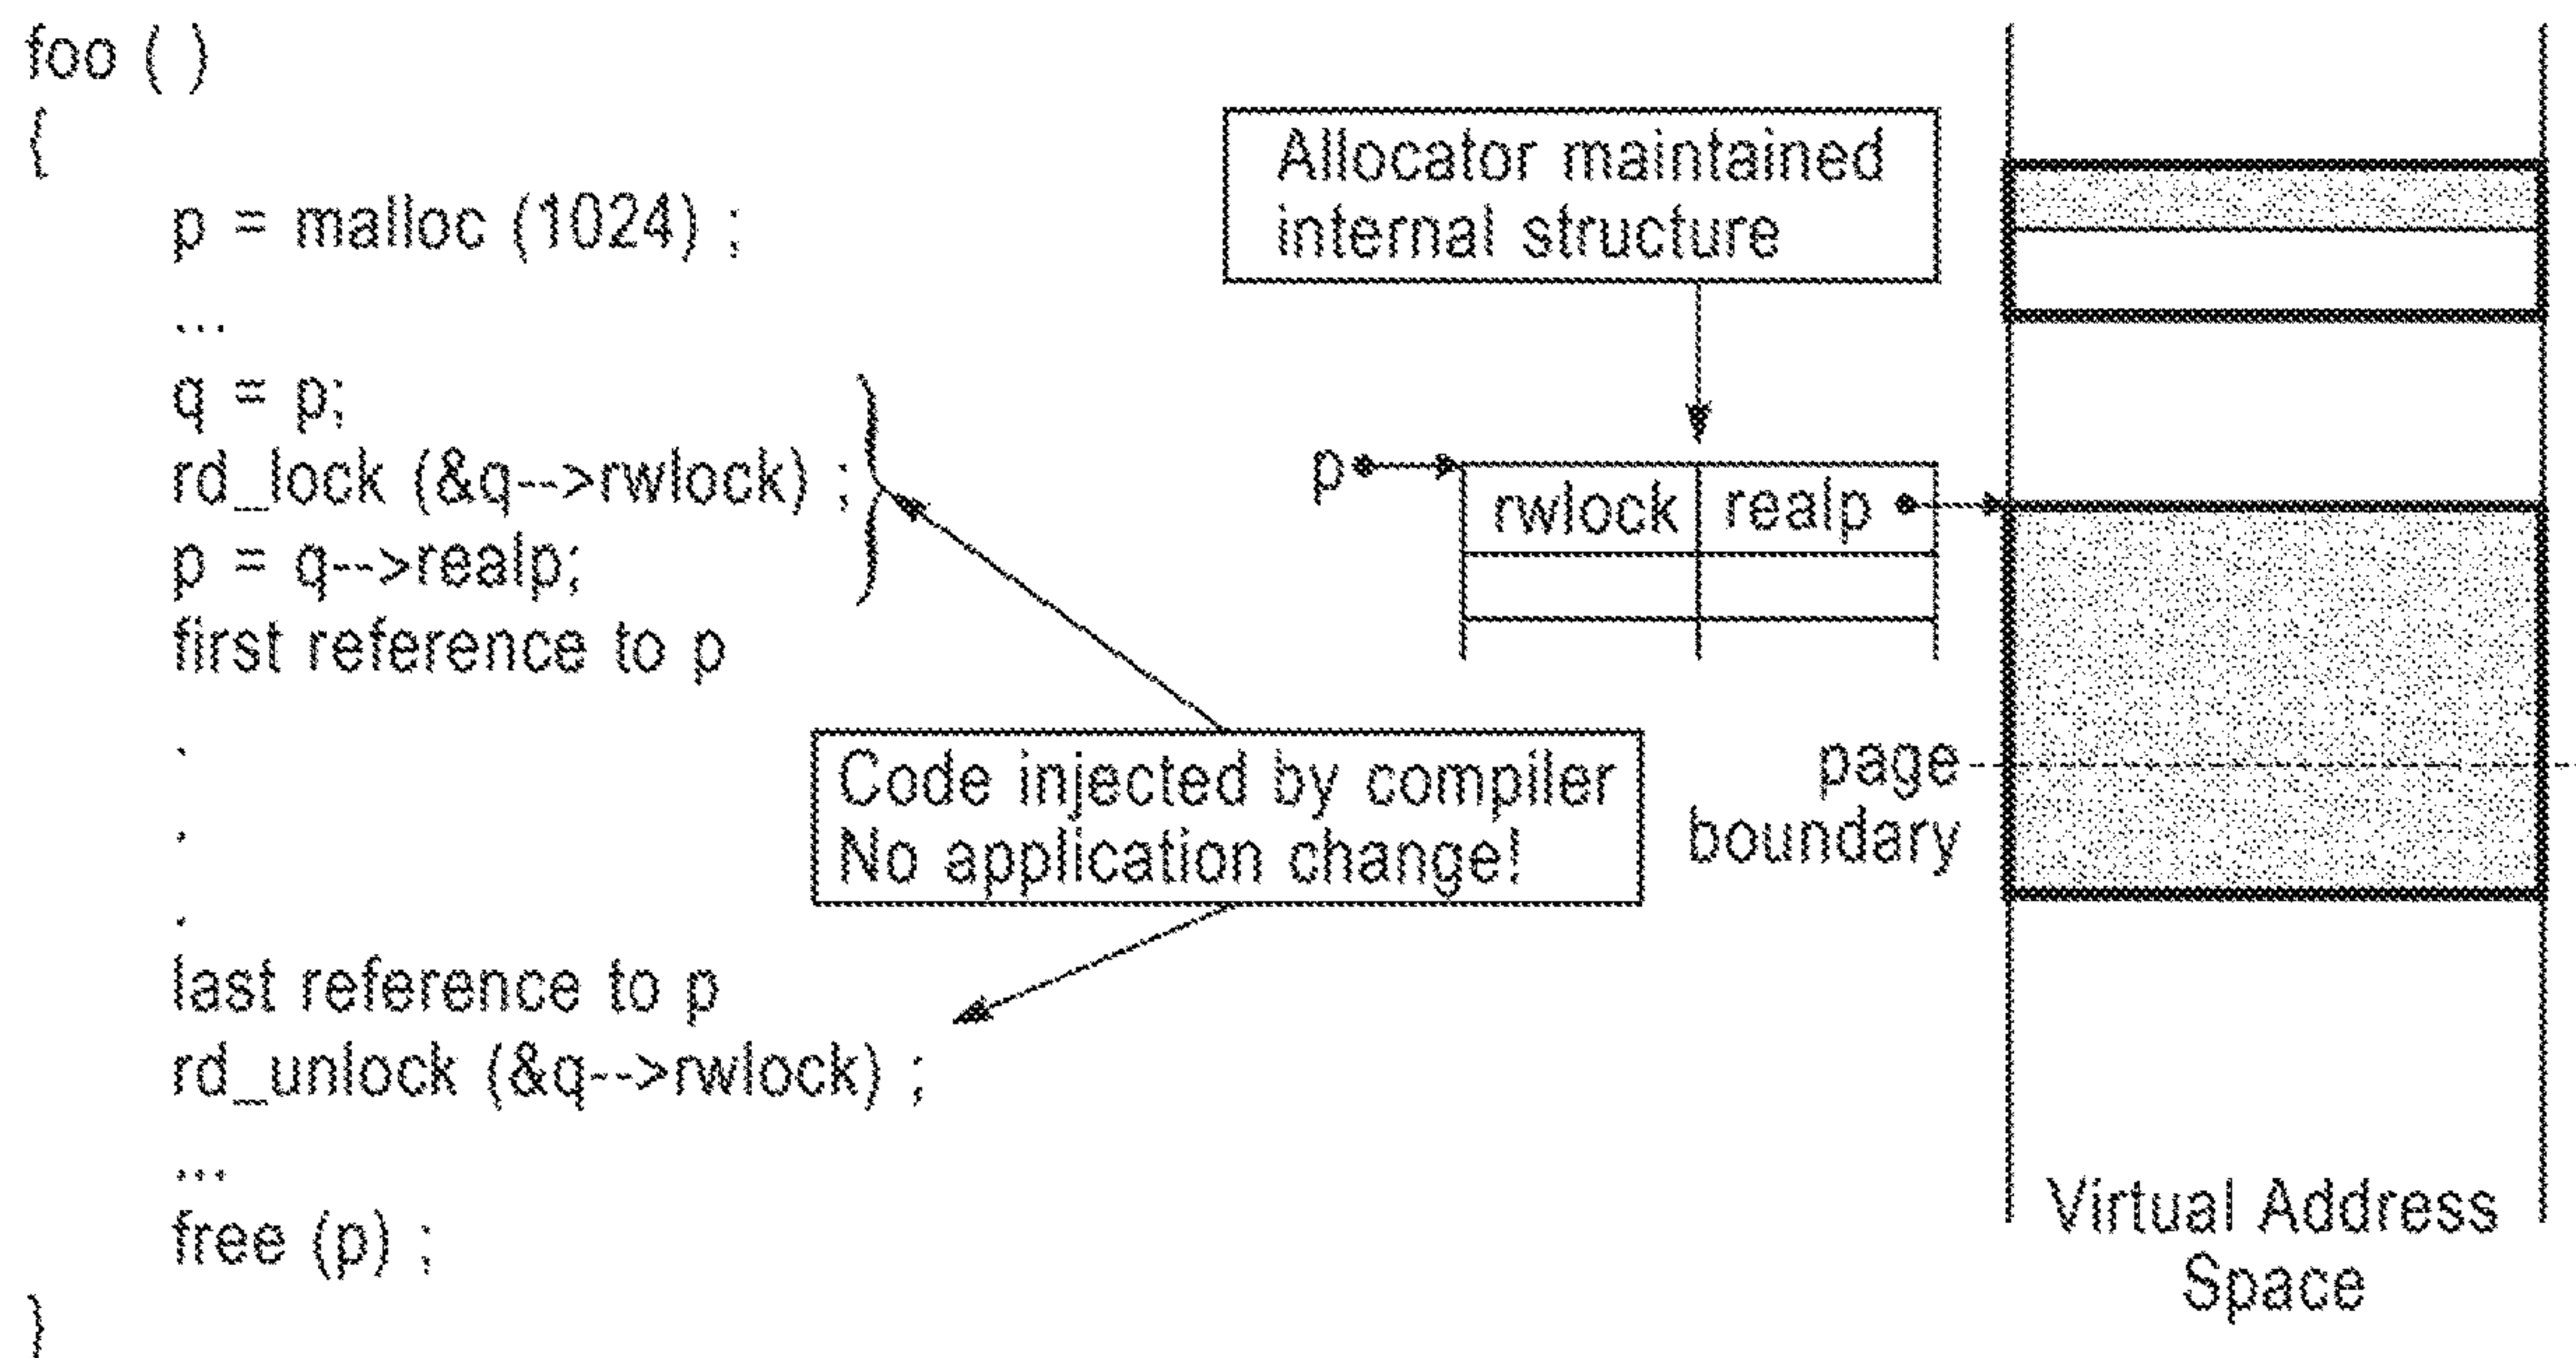 foo ( )
{
p = malloc (1024) ;
...
q = p;
rd_lock (&q-->rwlock) ;
p = q-->realp;
first reference to p
.
.
.
last reference to p
rd_unlock (&q-->rwlock) ;
...
free (p) ;
}
Allocator maintained
internal structure
p
rwlock realp
Code injected by compiler
No application change!
page
boundary
Virtual Address
Space